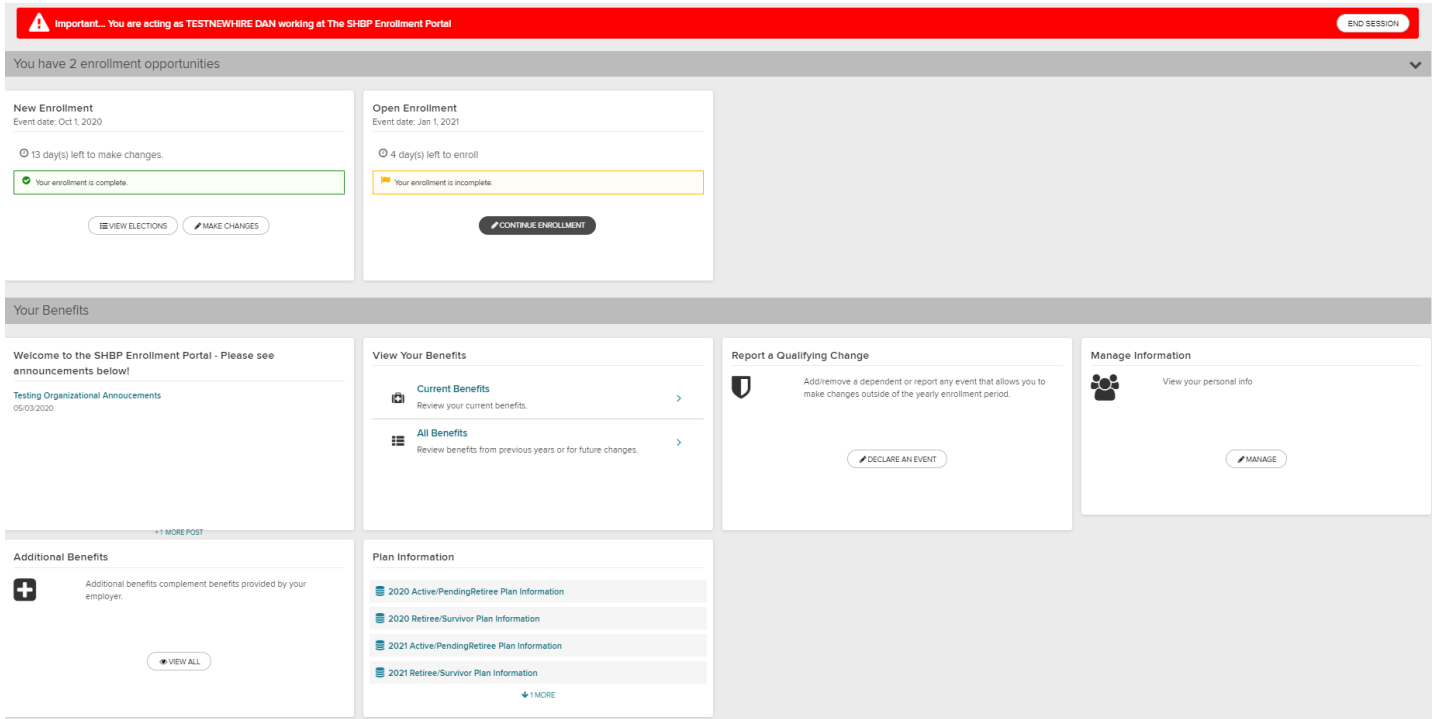 Important... You are acting as TESTNEWHIRE DAN working at The SHBP Enrollment Portal
END SESSION
You have 2 enrollment opportunities
New Enrollment
Event date: Oct 1, 2020
13 day(s) left to make changes.
Your enrollment is complete.
VIEW ELECTIONS
MAKE CHANGES
Open Enrollment
Event date: Jan 1, 2021
4 day(s) left to enroll
Your enrollment is incomplete.
CONTINUE ENROLLMENT
Your Benefits
Welcome to the SHBP Enrollment Portal - Please see
announcements below!
Testing Organizational Annoucements
05/03/2020
+ 1 MORE POST
View Your Benefits
Current Benefits
Review your current benefits.
All Benefits
Review benefits from previous years or for future changes.
Report a Qualifying Change
Add/remove a dependent or report any event that allows you to
make changes outside of the yearly enrollment period.
DECLARE AN EVENT
Manage Information
View your personal info
MANAGE
Additional Benefits
Additional benefits complement benefits provided by your
employer.
VIEW ALL
Plan Information
2020 Active/PendingRetiree Plan Information
2020 Retiree/Survivor Plan Information
2021 Active/PendingRetiree Plan Information
2021 Retiree/Survivor Plan Information
1 MORE